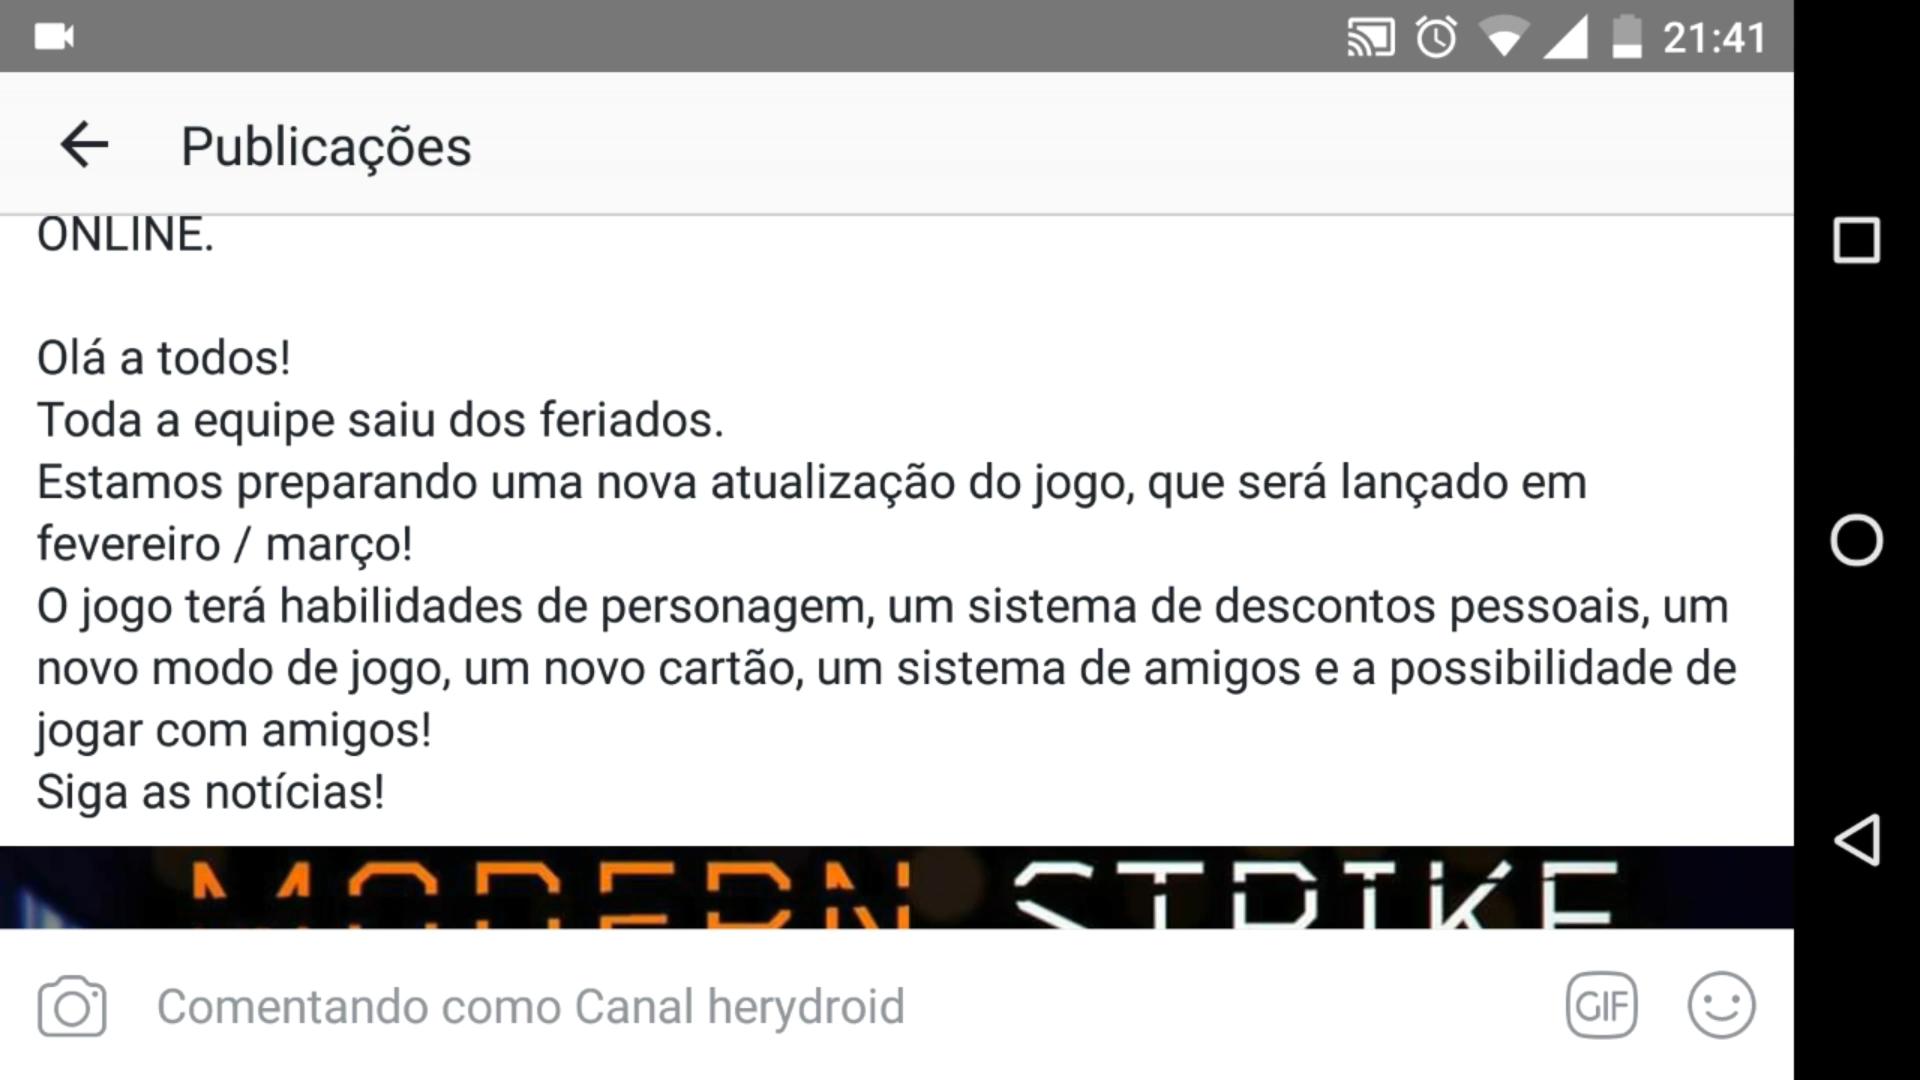 21:41
Publicações
ONLINE.
Olá a todos!
Toda a equipe saiu dos feriados.
Estamos preparando uma nova atualização do jogo, que será lançado em
fevereiro / março!
O jogo terá habilidades de personagem, um sistema de descontos pessoais, um
novo modo de jogo, um novo cartão, um sistema de amigos e a possibilidade de
jogar com amigos!
Siga as notícias!
MODERN STRIKE
Comentando como Canal herydroid
GIF